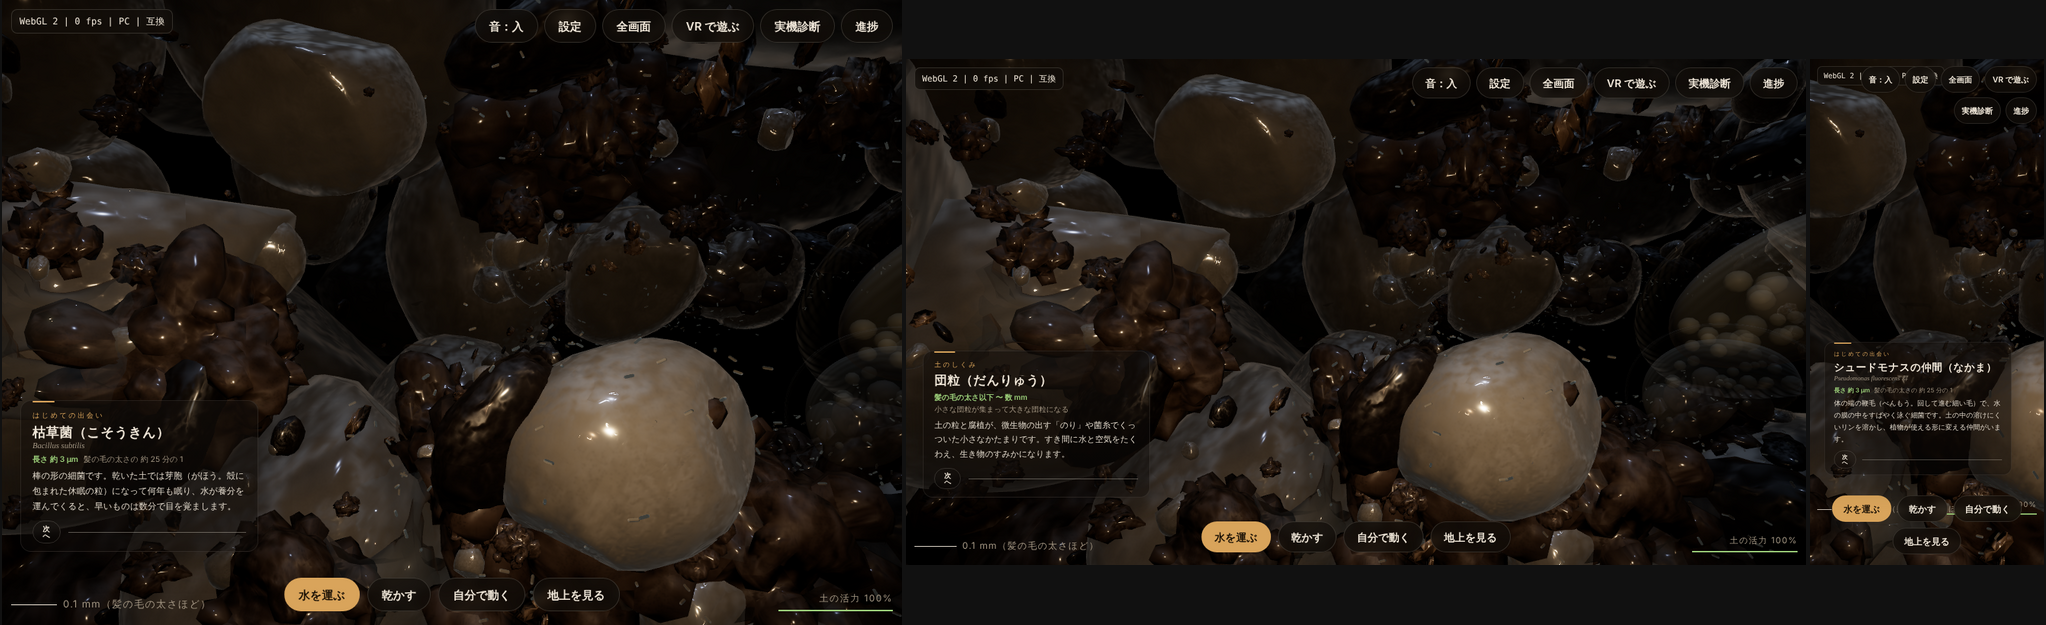 WebGL 2 | 0 fps | PC | 互換
音：入
設定
全画面
VR で遊ぶ
実機診断
進捗
はじめての出会い
枯草菌（こそうきん）
Bacillus subtilis
長さ 約 3 μm 髪の毛の太さの 約 25 分の 1
棒の形の細菌です。乾いた土では芽胞（がほう。殻に
包まれた休眠の粒）になって何年も眠り、水が養分を
運んでくると、早いものは数分で目を覚まします。
次へ
0.1 mm（髪の毛の太さほど）
水を運ぶ
乾かす
自分で動く
地上を見る
土の活力 100%
WebGL 2 | 0 fps | PC | 互換
音：入
設定
全画面
VR で遊ぶ
実機診断
進捗
土のしくみ
団粒（だんりゅう）
髪の毛の太さ以下 〜 数 mm
小さな団粒が集まって大きな団粒になる
土の粒と腐植が、微生物の出す「のり」や菌糸でくっ
ついた小さなかたまりです。すき間に水と空気をたく
わえ、生き物のすみかになります。
次へ
0.1 mm（髪の毛の太さほど）
水を運ぶ
乾かす
自分で動く
地上を見る
土の活力 100%
WebGL 2 |
音：入
設定
全画面
VR で遊ぶ
実機診断
進捗
はじめての出会い
シュードモナスの仲間（なかま）
Pseudomonas fluorescens
長さ 約 3 μm 髪の毛の太さの 約 25 分の 1
体の端の鞭毛（べんもう。回して進む細い毛）で、水
の膜の中をすばやく泳ぐ細菌です。土の中の溶けにく
いリンを溶かし、植物が使える形に変える仲間がいま
す。
次へ
水を運ぶ
乾かす
自分で動く
地上を見る